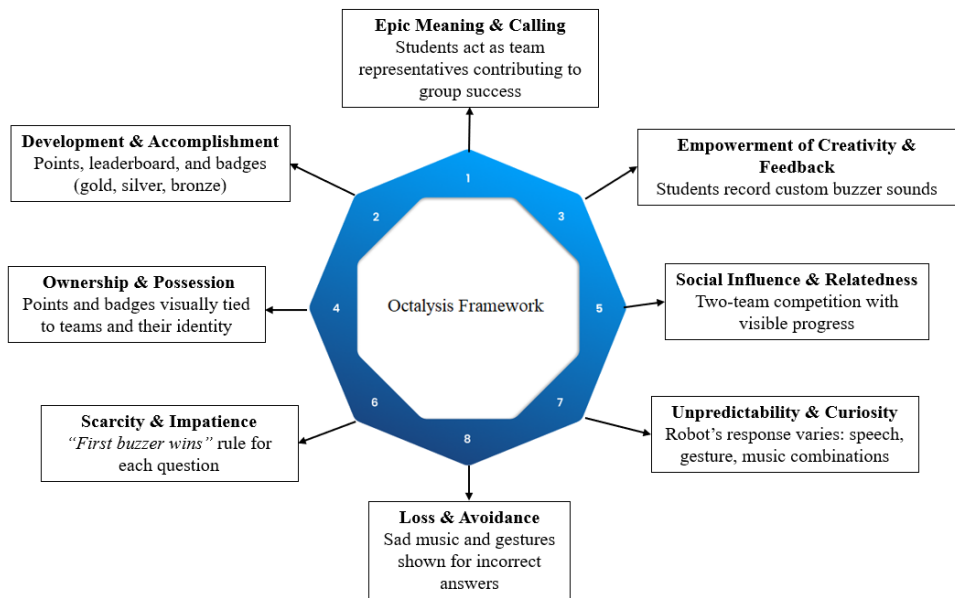 Epic Meaning & Calling
Students act as team
representatives contributing to
group success
Development & Accomplishment
Points, leaderboard, and badges
(gold, silver, bronze)
Empowerment of Creativity &
Feedback
Students record custom buzzer sounds
1
2
3
Ownership & Possession
Points and badges visually tied
to teams and their identity
4
Octalysis Framework
5
Social Influence & Relatedness
Two-team competition with
visible progress
Scarcity & Impatience
“First buzzer wins” rule for
each question
6
7
8
Unpredictability & Curiosity
Robot’s response varies: speech,
gesture, music combinations
Loss & Avoidance
Sad music and gestures
shown for incorrect
answers